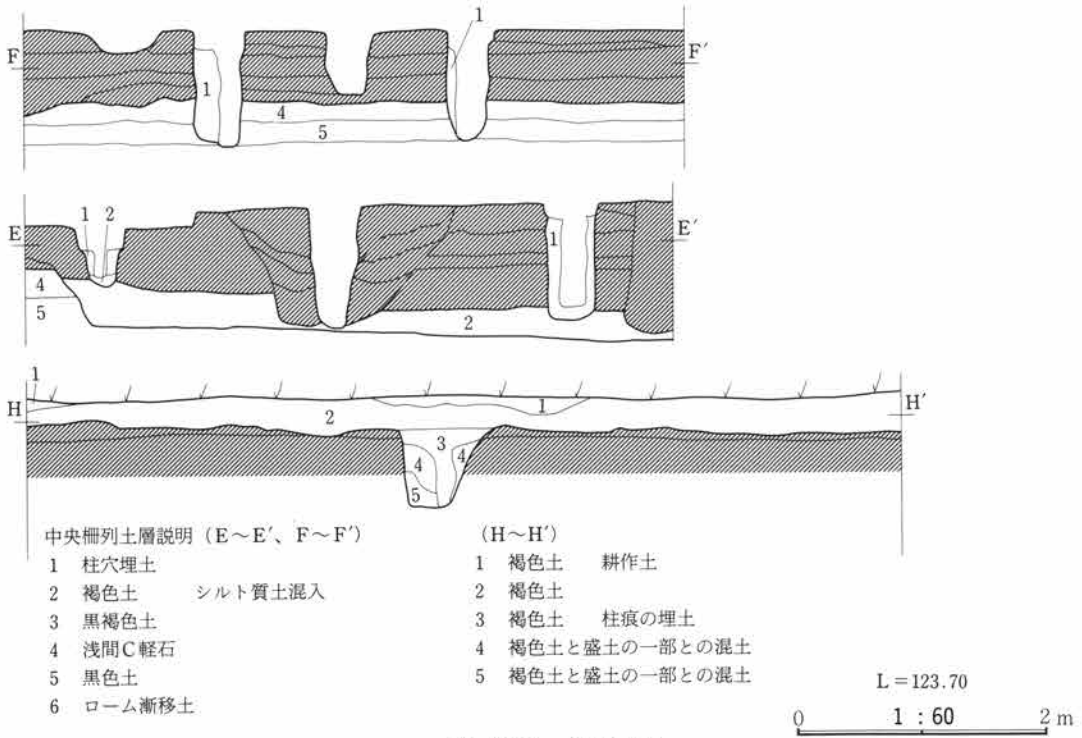 1
F F′
1
4
5
1 2
E E′
1
4
5
2
1
H H′
1
2
3
4 4
5
中央柵列土層説明（E～E′、F～F′）
1 柱穴埋土
2 褐色土 シルト質土混入
3 黒褐色土
4 浅間C軽石
5 黒色土
6 ローム漸移土
（H～H′）
1 褐色土 耕作土
2 褐色土
3 褐色土 柱痕の埋土
4 褐色土と盛土の一部との混土
5 褐色土と盛土の一部との混土
L＝123.70
0 1：60 2 m